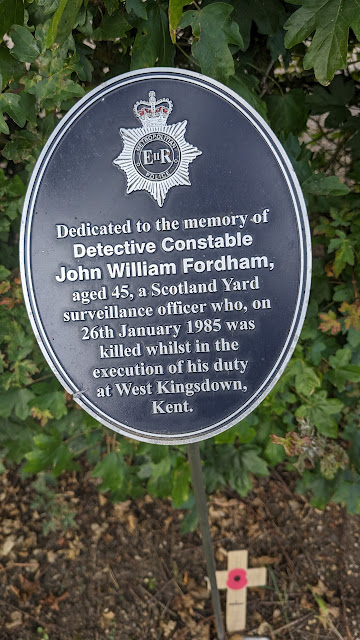 METROPOLITAN
EIIR
POLICE
Dedicated to the memory of
Detective Constable
John William Fordham,
aged 45, a Scotland Yard
surveillance officer who, on
26th January 1985 was
killed whilst in the
execution of his duty
at West Kingsdown,
Kent.